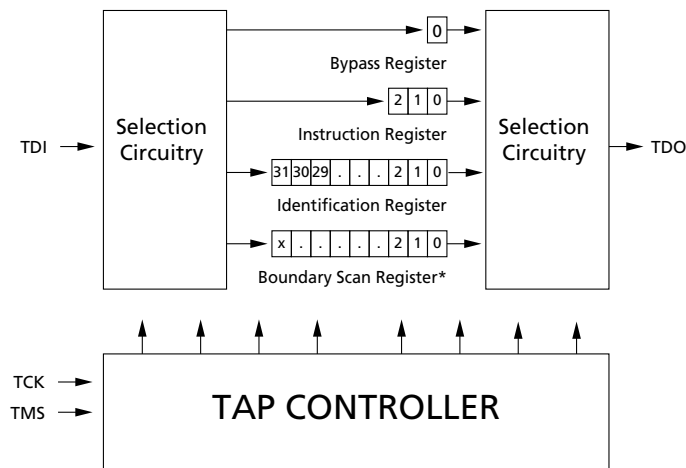 0
Bypass Register
2 1 0
Selection
Circuitry
Selection
Circuitry
Instruction Register
TDI
TDO
31 30 29 . . . 2 1 0
Identification Register
x . . . . . 2 1 0
Boundary Scan Register*
TCK
TMS
TAP CONTROLLER